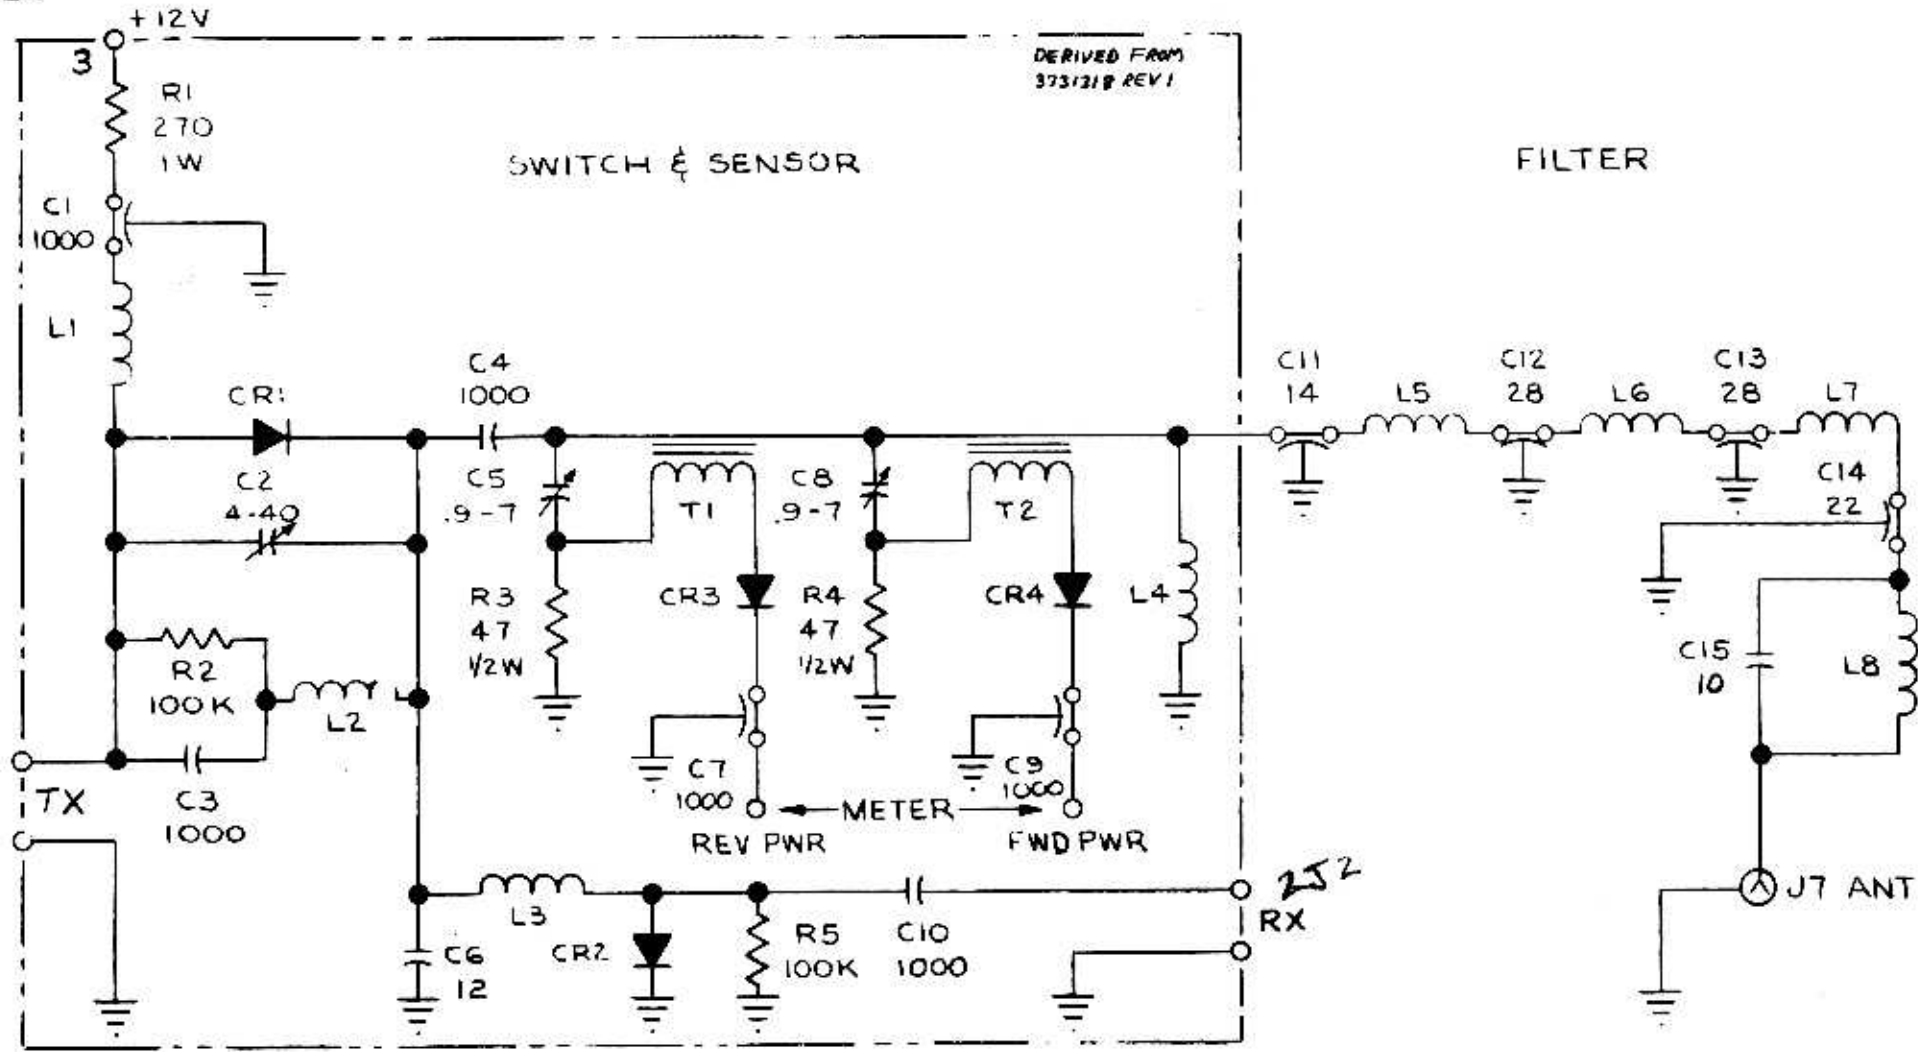 +12V
3
DERIVED FROM
3731218 REV 1
R1
270
1W
SWITCH & SENSOR
FILTER
C1
1000
L1
CR1
C4
1000
C11
14
L5
C12
28
L6
C13
28
L7
C2
4-40
C5
.9-7
T1
C8
.9-7
T2
C14
22
R3
47
1/2W
CR3
R4
47
1/2W
CR4
L4
R2
100K
L2
C15
10
L8
TX
C3
1000
C7
1000
METER
C9
1000
REV PWR
FWD PWR
2J2
RX
J7 ANT
L3
C6
12
CR2
R5
100K
C10
1000